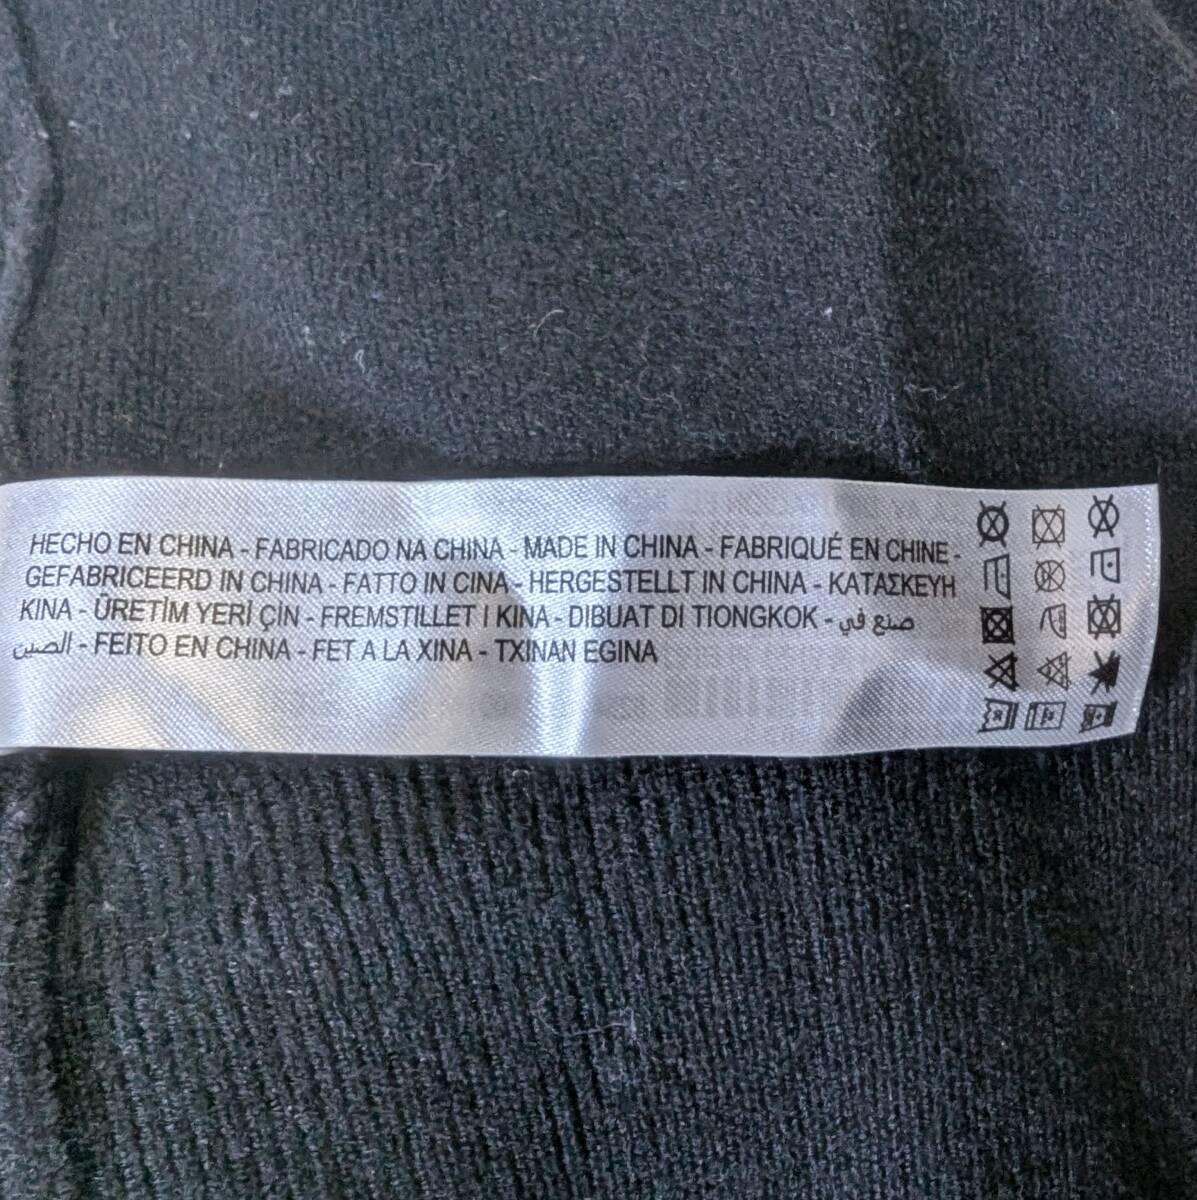 HECHO EN CHINA - FABRICADO NA CHINA - MADE IN CHINA - FABRIQUÉ EN CHINE -
GEFABRICEERD IN CHINA - FATTO IN CINA - HERGESTELLT IN CHINA - ΚΑΤΑΣΚΕΥΗ
ΚΙΝΑ - ÜRETİM YERİ ÇİN - FREMSTILLET I KINA - DIBUAT DI TIONGKOK - صنع في
الصين - FEITO EN CHINA - FET A LA XINA - TXINAN EGINA